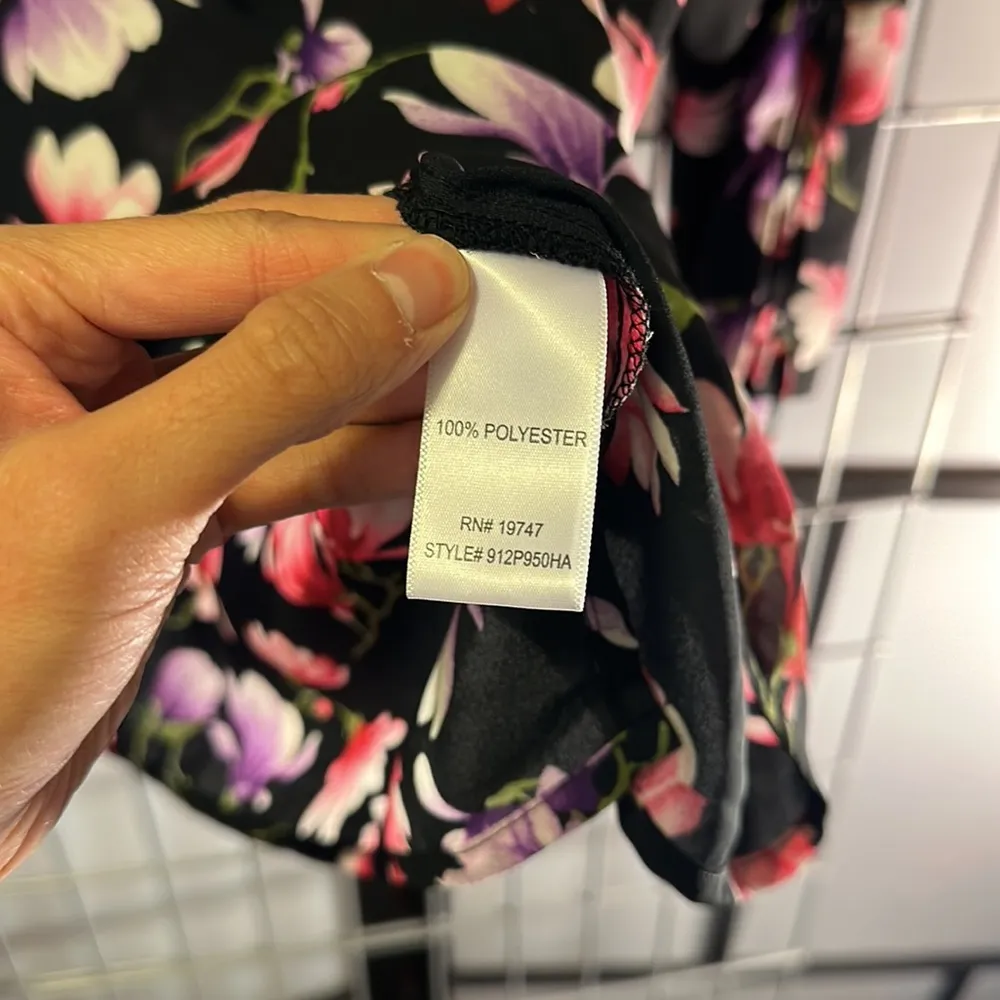 100% POLYESTER
RN# 19747
STYLE# 912P950HA